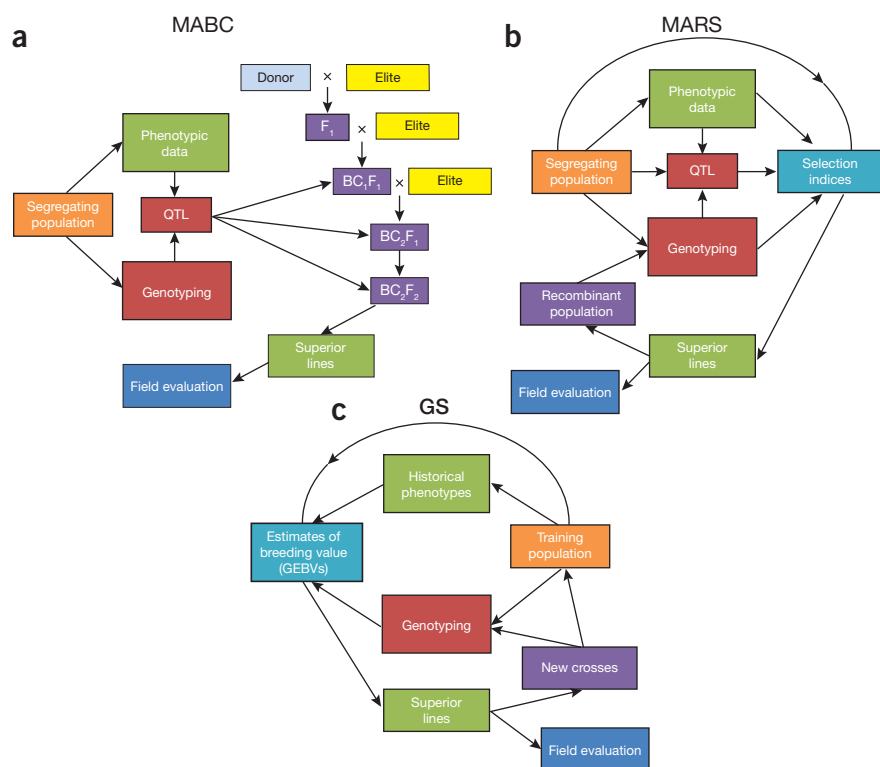 a
MABC
Donor
×
Elite
F₁
×
Elite
BC₁F₁
×
Elite
BC₂F₁
BC₂F₂
Phenotypic
data
Segregating
population
QTL
Genotyping
Superior
lines
Field evaluation
b
MARS
Phenotypic
data
Segregating
population
QTL
Selection
indices
Genotyping
Recombinant
population
Superior
lines
Field evaluation
c
GS
Historical
phenotypes
Estimates of
breeding value
(GEBVs)
Training
population
Genotyping
New crosses
Superior
lines
Field evaluation